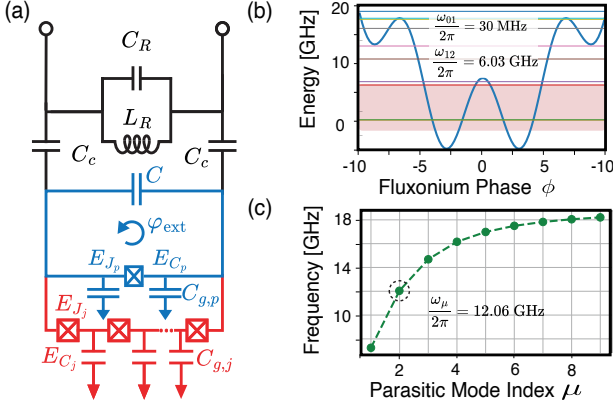 (a)
C_R
L_R
C_c
C_c
C
φ_ext
E_{J_p}
E_{C_p}
C_{g,p}
E_{J_j}
E_{C_j}
C_{g,j}
(b)
Energy [GHz]
20
10
0
ω_01/2π = 30 MHz
ω_12/2π = 6.03 GHz
-10
-5
0
5
10
Fluxonium Phase ϕ
(c)
Frequency [GHz]
18
14
10
ω_μ/2π = 12.06 GHz
2
4
6
8
Parasitic Mode Index μ